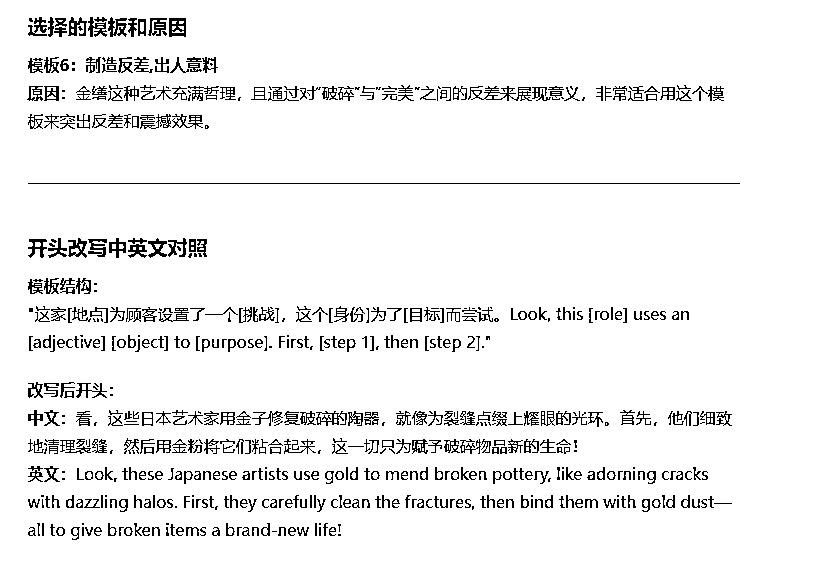 选择的模板和原因
模板6：制造反差,出人意料
原因：金缮这种艺术充满哲理，且通过对"破碎"与"完美"之间的反差来展现意义，非常适合用这个模
板来突出反差和震撼效果。
开头改写中英文对照
模板结构：
"这家[地点]为顾客设置了一个[挑战]，这个[身份]为了[目标]而尝试。Look, this [role] uses an
[adjective] [object] to [purpose]. First, [step 1], then [step 2]."
改写后开头：
中文：看，这些日本艺术家用金子修复破碎的陶器，就像为裂缝点缀上耀眼的光环。首先，他们细致
地清理裂缝，然后用金粉将它们粘合起来，这一切只为赋予破碎物品新的生命！
英文：Look, these Japanese artists use gold to mend broken pottery, like adorning cracks
with dazzling halos. First, they carefully clean the fractures, then bind them with gold dust—
all to give broken items a brand-new life!